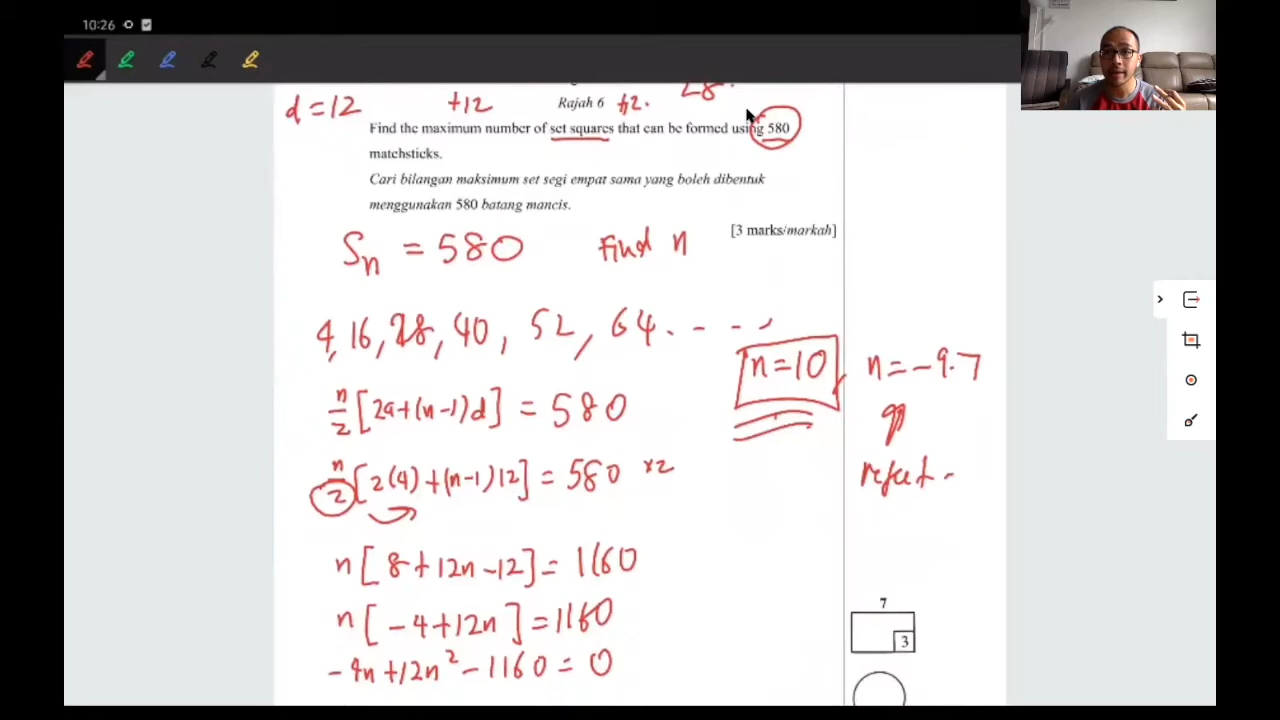 10:26
28.
d = 12 +12 Rajah 6 +12.
Find the maximum number of set squares that can be formed using 580
matchsticks.
Cari bilangan maksimum set segi empat sama yang boleh dibentuk
menggunakan 580 batang mancis.
[3 marks/markah]
Sn = 580 Find n
4, 16, 28, 40, 52, 64. - - -,
n = 10, n = -9.7
n/2 [2a+(n-1)d] = 580
reject -
n/2 [2(4)+(n-1)12] = 580 ×2
n[8+12n-12] = 1160
n[-4+12n] = 1160
-4n+12n² - 1160 = 0
7
3